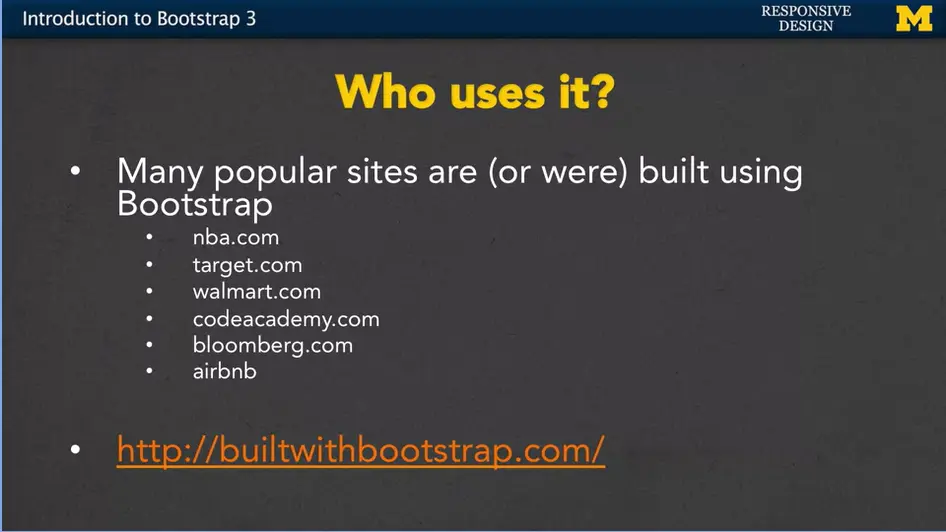 Introduction to Bootstrap 3
RESPONSIVE
DESIGN
M
Who uses it?
• Many popular sites are (or were) built using
Bootstrap
• nba.com
• target.com
• walmart.com
• codeacademy.com
• bloomberg.com
• airbnb
• http://builtwithbootstrap.com/